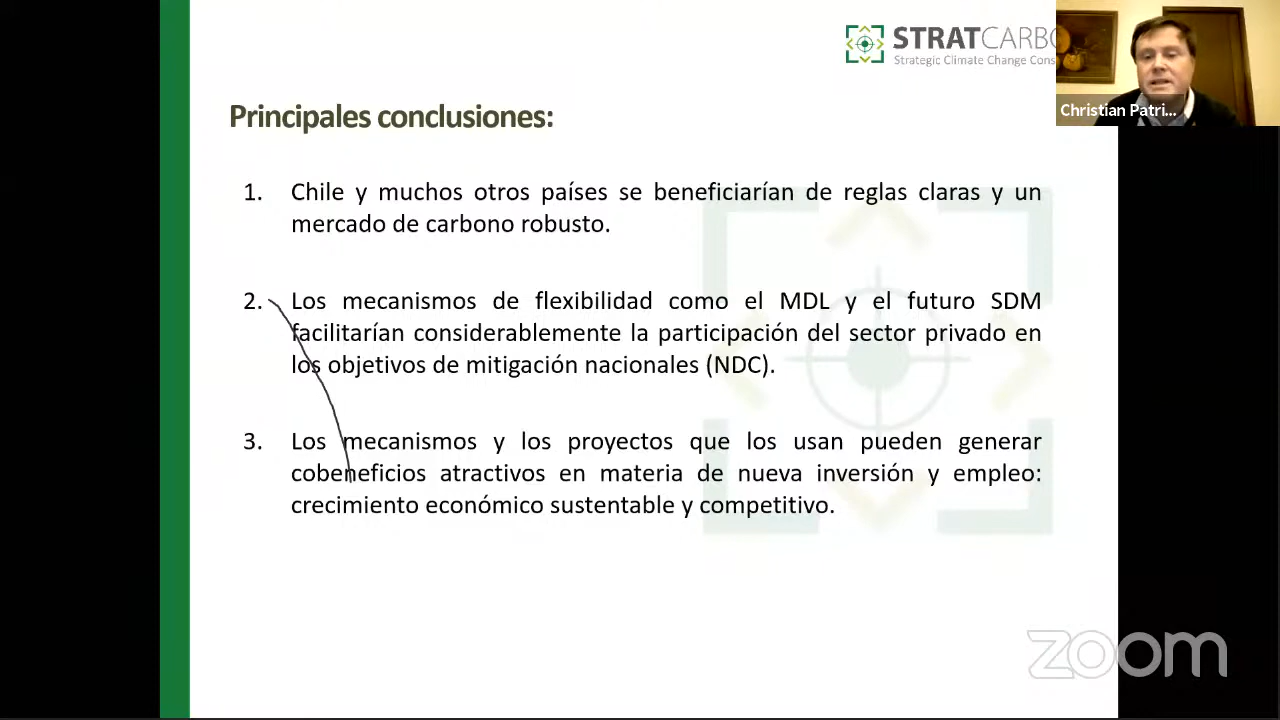 STRATCARBO
Strategic Climate Change Cons
Christian Patri...
Principales conclusiones:
1. Chile y muchos otros países se beneficiarían de reglas claras y un
mercado de carbono robusto.
2. Los mecanismos de flexibilidad como el MDL y el futuro SDM
facilitarían considerablemente la participación del sector privado en
los objetivos de mitigación nacionales (NDC).
3. Los mecanismos y los proyectos que los usan pueden generar
cobeneficios atractivos en materia de nueva inversión y empleo:
crecimiento económico sustentable y competitivo.
zoom